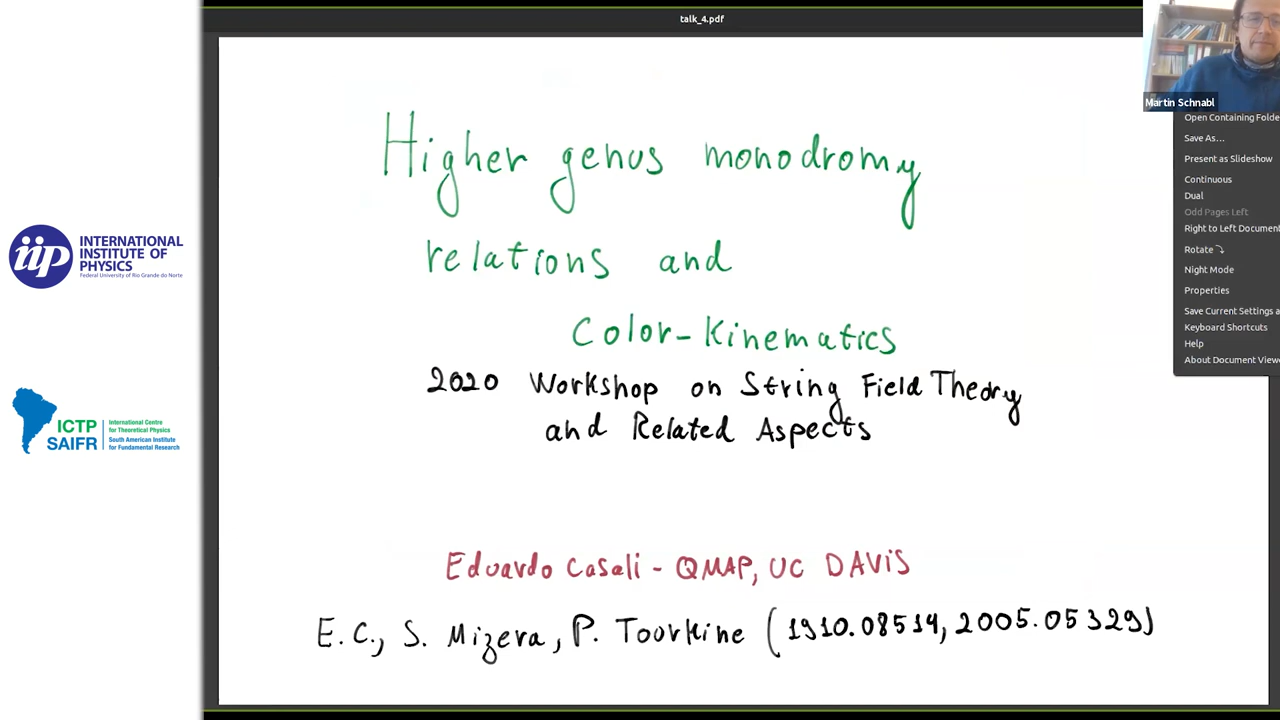 talk_4.pdf
Martin Schnabl
Open Containing Folde
Save As...
Present as Slideshow
Continuous
Dual
Odd Pages Left
Right to Left Document
Rotate
Night Mode
Properties
Save Current Settings a
Keyboard Shortcuts
Help
About Document Viewe
INTERNATIONAL
INSTITUTE OF
PHYSICS
Federal University of Rio Grande do Norte
iip
ICTP
SAIFR
International Centre
for Theoretical Physics
South American Institute
for Fundamental Research
Higher genus monodromy
relations and
Color-Kinematics
2020 Workshop on String Field Theory
and Related Aspects
Eduardo Casali - QMAP, UC DAVIS
E.C., S. Mizera, P. Tourkine (1910.08514, 2005.05329)